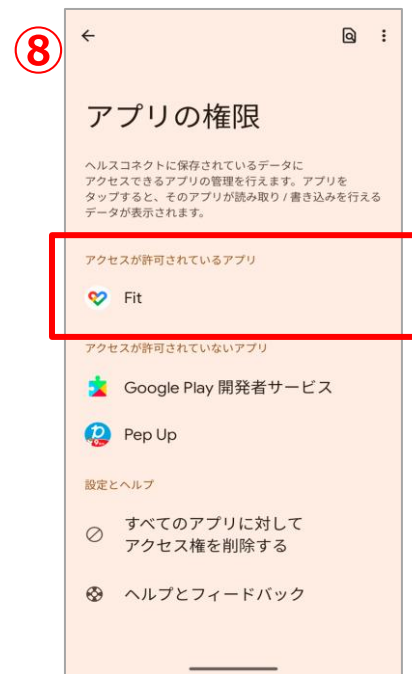 ⑧
アプリの権限
ヘルスコネクトに保存されているデータに
アクセスできるアプリの管理を行えます。アプリを
タップすると、そのアプリが読み取り / 書き込みを行える
データが表示されます。
アクセスが許可されているアプリ
Fit
アクセスが許可されていないアプリ
Google Play 開発者サービス
Pep Up
設定とヘルプ
すべてのアプリに対して
アクセス権を削除する
ヘルプとフィードバック